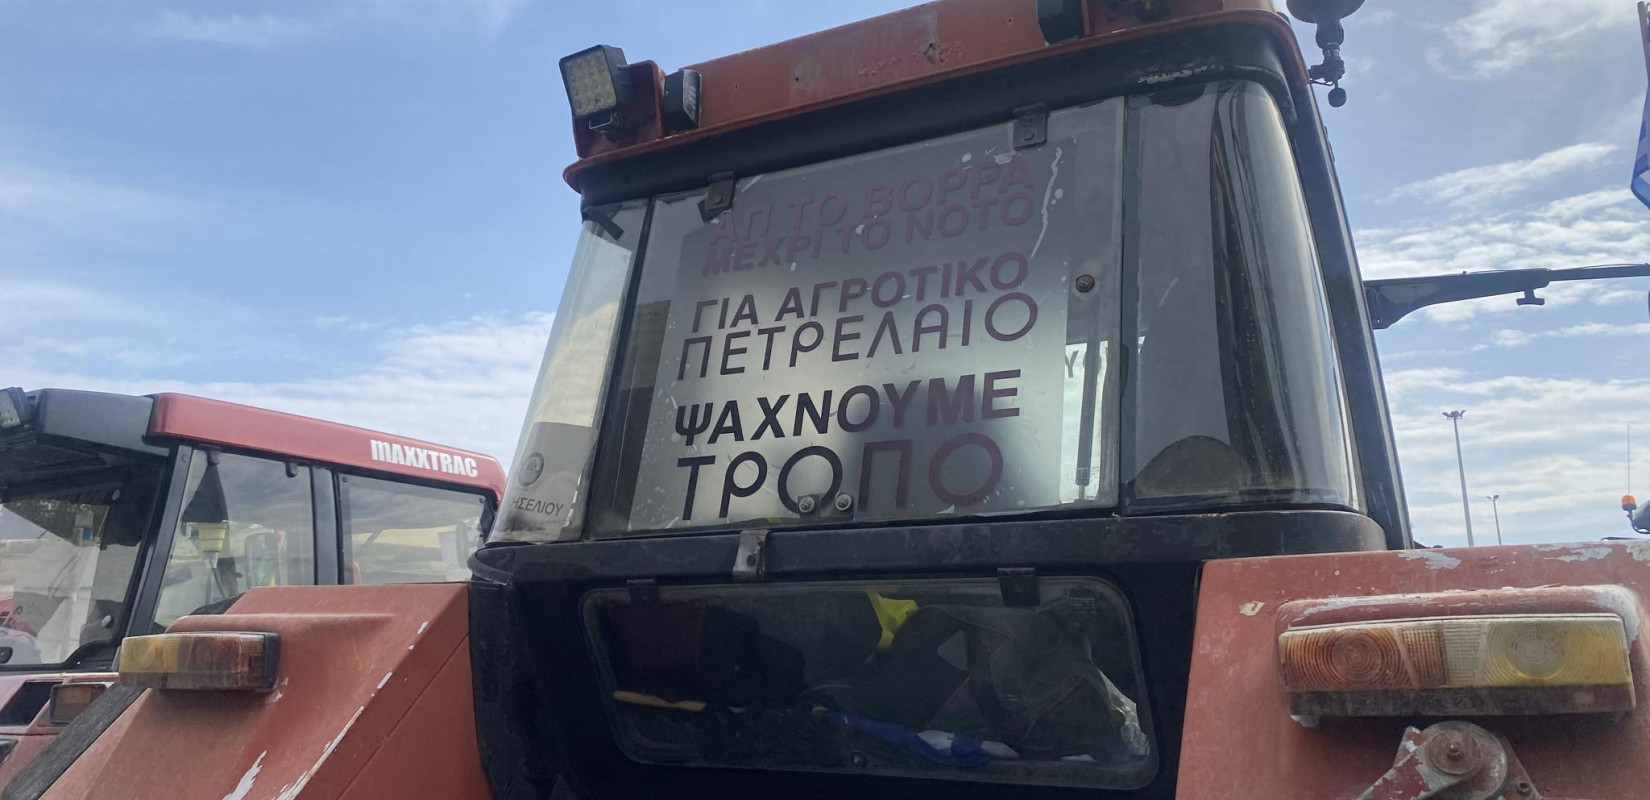 ΑΠ ΤΟ ΒΟΡΡΑ
ΜΕΧΡΙ ΤΟ ΝΟΤΟ
ΓΙΑ ΑΓΡΟΤΙΚΟ
ΠΕΤΡΕΛΑΙΟ
ΨΑΧΝΟΥΜΕ
ΤΡΟΠΟ
MAXXTRAC